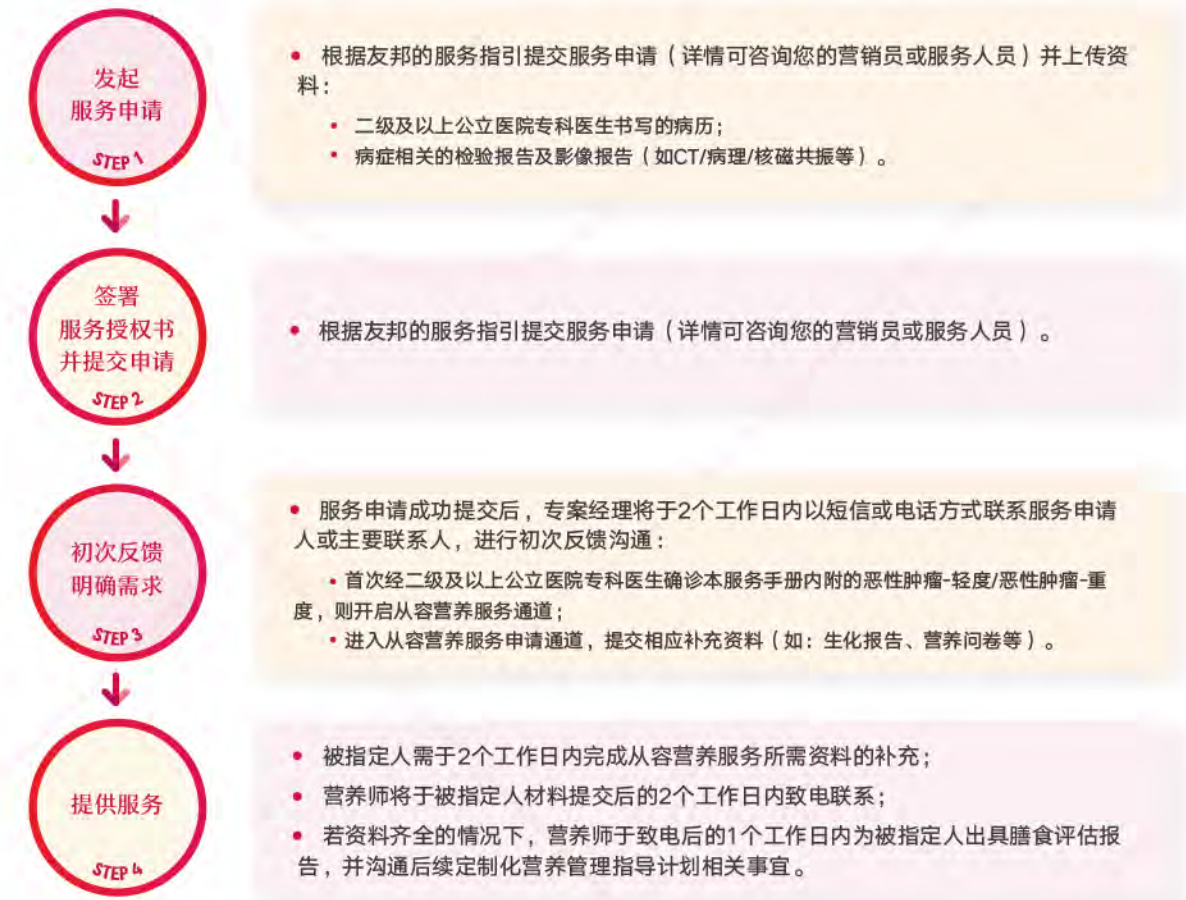 发起
服务申请
STEP 1
• 根据友邦的服务指引提交服务申请（详情可咨询您的营销员或服务人员）并上传资
料：
• 二级及以上公立医院专科医生书写的病历；
• 病症相关的检验报告及影像报告（如CT/病理/核磁共振等）。
签署
服务授权书
并提交申请
STEP 2
• 根据友邦的服务指引提交服务申请（详情可咨询您的营销员或服务人员）。
初次反馈
明确需求
STEP 3
• 服务申请成功提交后，专案经理将于2个工作日内以短信或电话方式联系服务申请
人或主要联系人，进行初次反馈沟通：
• 首次经二级及以上公立医院专科医生确诊本服务手册内附的恶性肿瘤-轻度/恶性肿瘤-重
度，则开启从容营养服务通道；
• 进入从容营养服务申请通道，提交相应补充资料（如：生化报告、营养问卷等）。
提供服务
STEP 4
• 被指定人需于2个工作日内完成从容营养服务所需资料的补充；
• 营养师将于被指定人材料提交后的2个工作日内致电联系；
• 若资料齐全的情况下，营养师于致电后的1个工作日内为被指定人出具膳食评估报
告，并沟通后续定制化营养管理指导计划相关事宜。